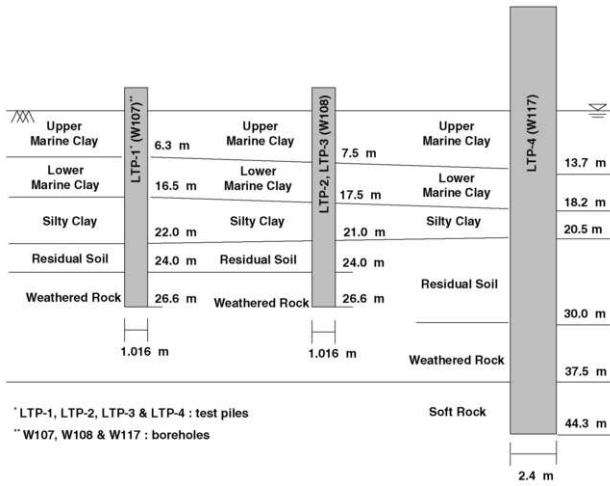 LTP-1* (W107)**
LTP-2, LTP-3 (W108)
LTP-4 (W117)
Upper
Marine Clay
Upper
Marine Clay
Upper
Marine Clay
6.3 m
7.5 m
13.7 m
Lower
Marine Clay
Lower
Marine Clay
Lower
Marine Clay
16.5 m
17.5 m
18.2 m
Silty Clay
Silty Clay
Silty Clay
22.0 m
21.0 m
20.5 m
Residual Soil
24.0 m
Residual Soil
24.0 m
Residual Soil
30.0 m
Weathered Rock
26.6 m
Weathered Rock
26.6 m
Weathered Rock
37.5 m
1.016 m
1.016 m
Soft Rock
44.3 m
2.4 m
* LTP-1, LTP-2, LTP-3 & LTP-4 : test piles
** W107, W108 & W117 : boreholes